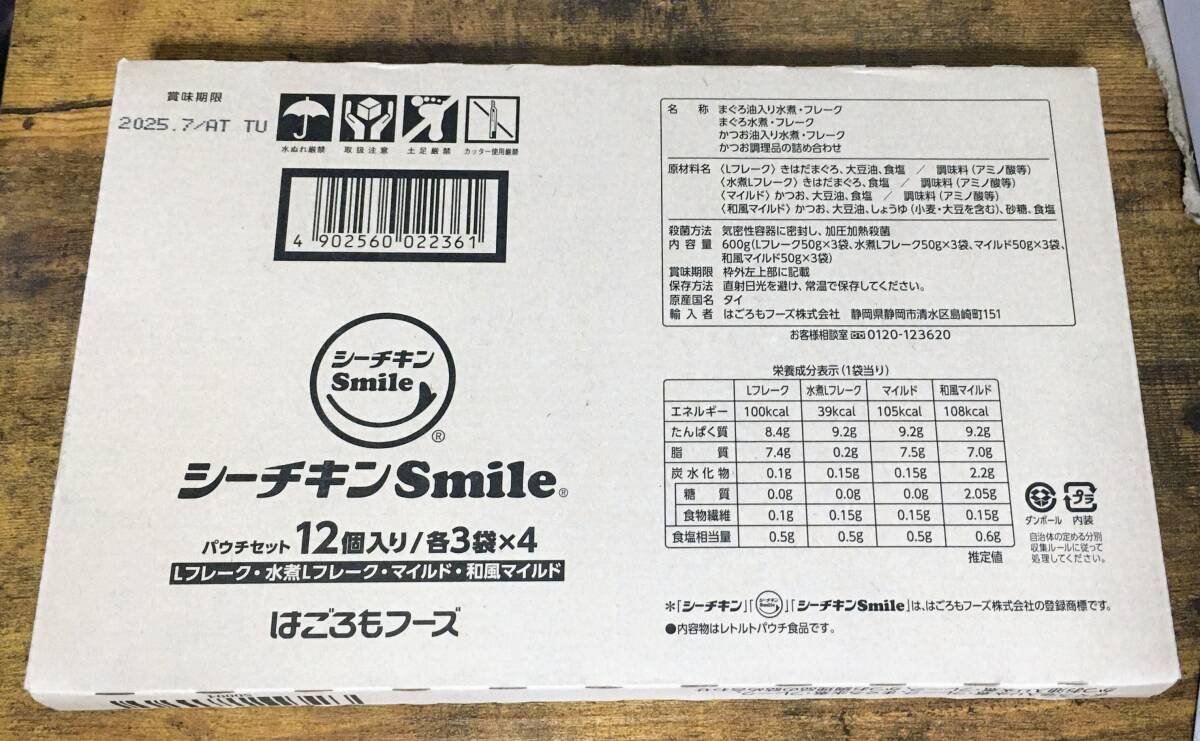 賞味期限
2025.7/AT TU
水ぬれ厳禁 取扱注意 土足厳禁 カッター使用厳禁
4 902560 022361
シーチキン
Smile
®
シーチキンSmile®
パウチセット 12個入り/各3袋×4
Lフレーク・水煮Lフレーク・マイルド・和風マイルド
はごろもフーズ
名称 まぐろ油入り水煮・フレーク
まぐろ水煮・フレーク
かつお油入り水煮・フレーク
かつお調理品の詰め合わせ
原材料名 〈Lフレーク〉きはだまぐろ、大豆油、食塩 / 調味料(アミノ酸等)
〈水煮Lフレーク〉きはだまぐろ、食塩 / 調味料(アミノ酸等)
〈マイルド〉かつお、大豆油、食塩 / 調味料(アミノ酸等)
〈和風マイルド〉かつお、大豆油、しょうゆ(小麦・大豆を含む)、砂糖、食塩
殺菌方法 気密性容器に密封し、加圧加熱殺菌
内容量 600g(Lフレーク50g×3袋、水煮Lフレーク50g×3袋、マイルド50g×3袋、
和風マイルド50g×3袋)
賞味期限 枠外左上部に記載
保存方法 直射日光を避け、常温で保存してください。
原産国名 タイ
輸入者 はごろもフーズ株式会社 静岡県静岡市清水区島崎町151
お客様相談室 0120-123620
栄養成分表示(1袋当り)
Lフレーク 水煮Lフレーク マイルド 和風マイルド
エネルギー 100kcal 39kcal 105kcal 108kcal
たんぱく質 8.4g 9.2g 9.2g 9.2g
脂質 7.4g 0.2g 7.5g 7.0g
炭水化物 0.1g 0.15g 0.15g 2.2g
糖質 0.0g 0.0g 0.0g 2.05g
食物繊維 0.1g 0.15g 0.15g 0.15g
食塩相当量 0.5g 0.5g 0.5g 0.6g
推定値
プラ
ダンボール 内装
自治体の定める分別
収集ルールに従って
処理してください。
*「シーチキン」「シーチキン Smile」「シーチキンSmile」は、はごろもフーズ株式会社の登録商標です。
●内容物はレトルトパウチ食品です。